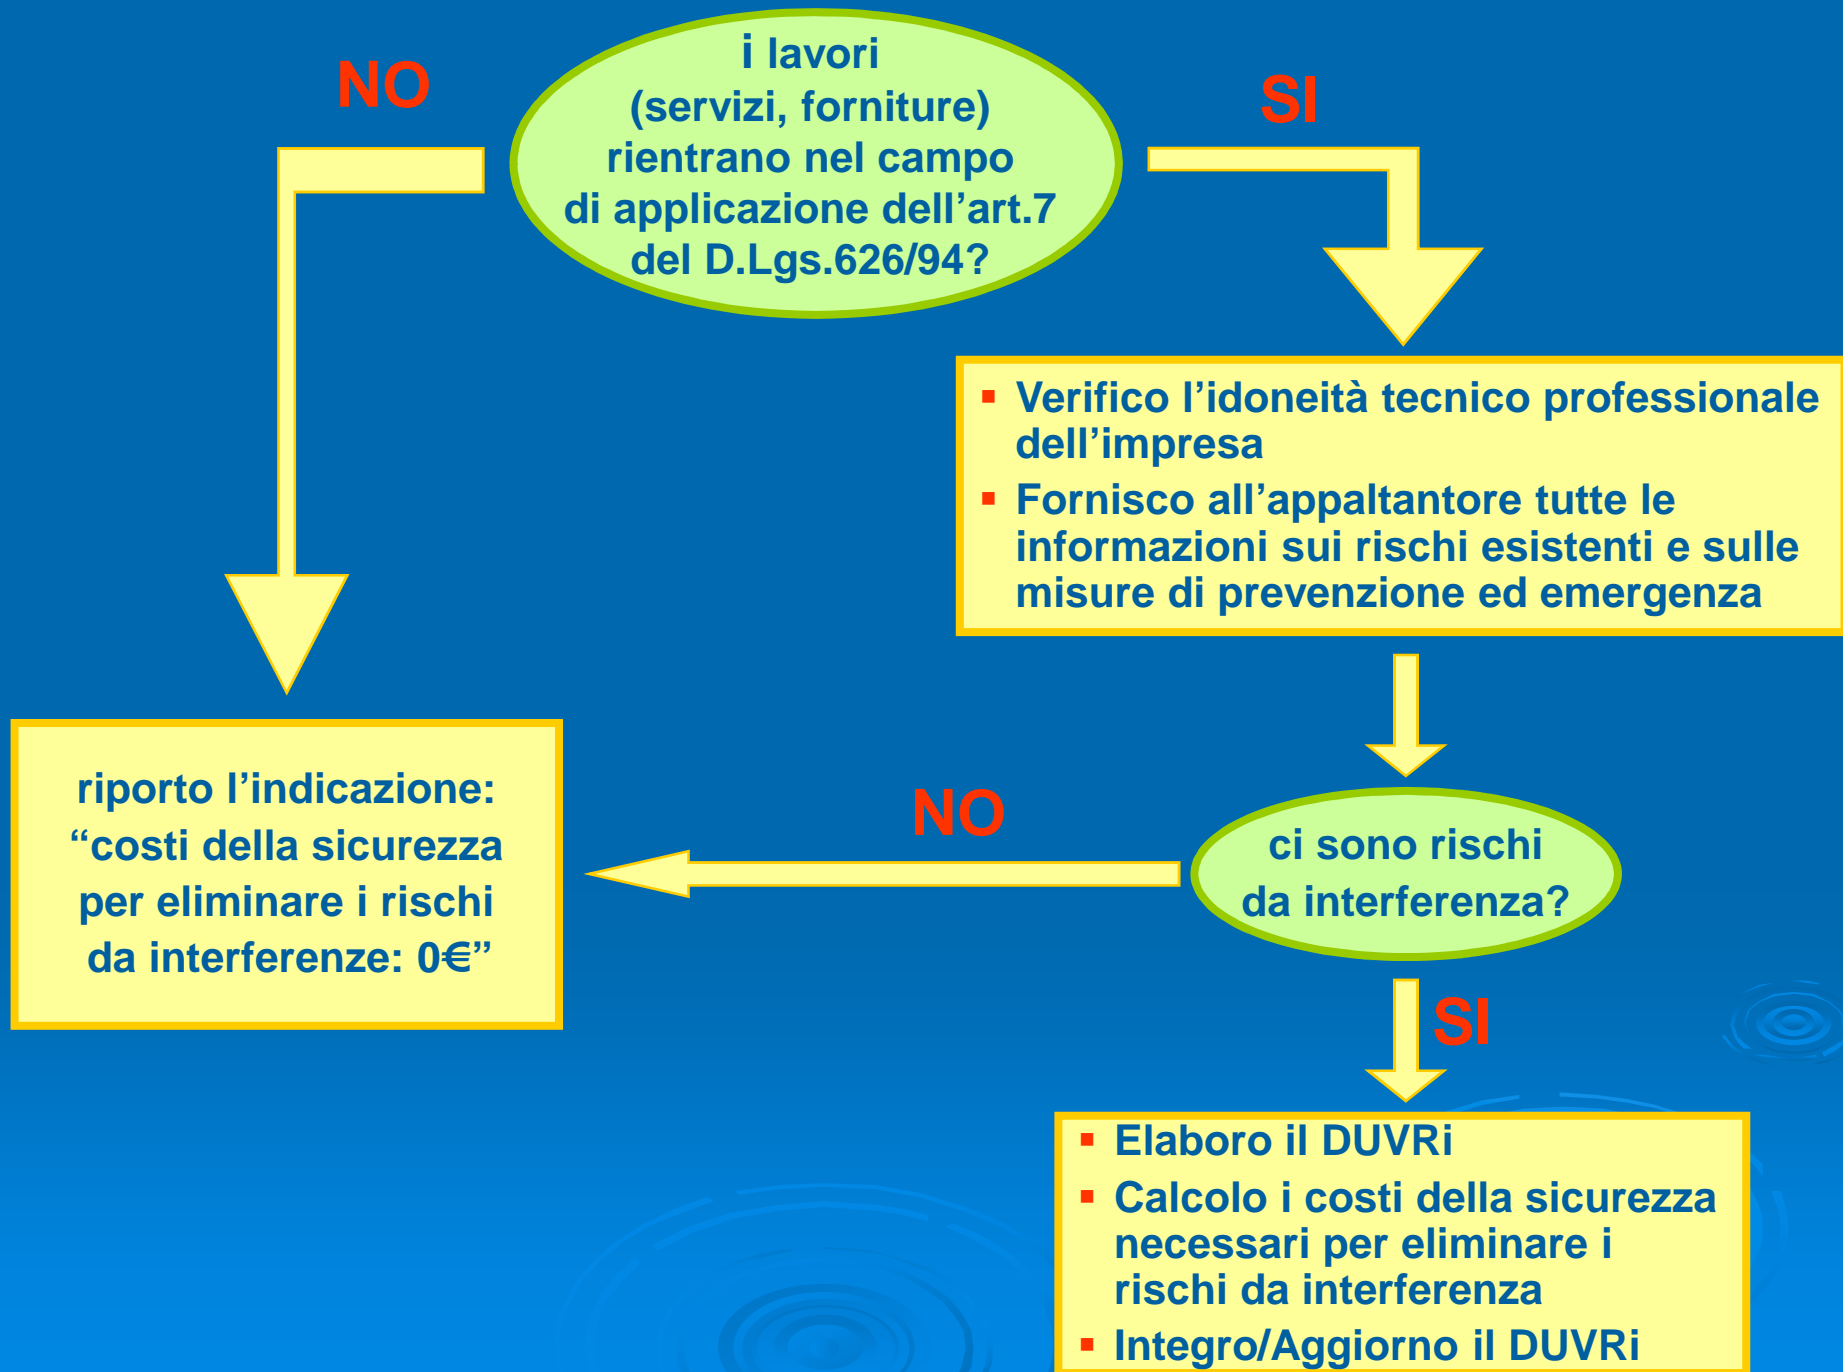 NO
i lavori
(servizi, forniture)
rientrano nel campo
di applicazione dell’art.7
del D.Lgs.626/94?
SI
▪ Verifico l’idoneità tecnico professionale
dell’impresa
▪ Fornisco all’appaltantore tutte le
informazioni sui rischi esistenti e sulle
misure di prevenzione ed emergenza
riporto l’indicazione:
“costi della sicurezza
per eliminare i rischi
da interferenze: 0€”
NO
ci sono rischi
da interferenza?
SI
▪ Elaboro il DUVRi
▪ Calcolo i costi della sicurezza
necessari per eliminare i
rischi da interferenza
▪ Integro/Aggiorno il DUVRi